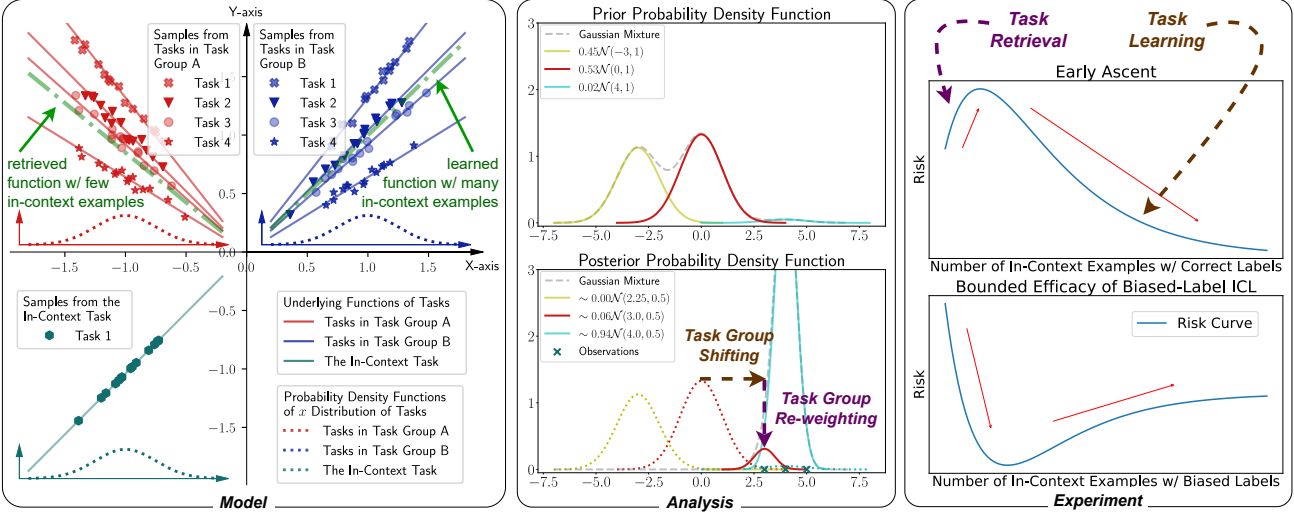 Y-axis
Samples from
Tasks in Task
Group A
Task 1
Task 2
Task 3
Task 4
Samples from
Tasks in Task
Group B
Task 1
Task 2
Task 3
Task 4
retrieved
function w/ few
in-context examples
learned
function w/ many
in-context examples
1.0
0.5
0.0
X-axis
−1.5
−1.0
−0.5
0.5
1.0
1.5
−0.5
−1.0
−1.5
Samples from the
In-Context Task
Task 1
Underlying Functions of Tasks
Tasks in Task Group A
Tasks in Task Group B
The In-Context Task
Probability Density Functions
of x Distribution of Tasks
Tasks in Task Group A
Tasks in Task Group B
The In-Context Task
Model
Prior Probability Density Function
Gaussian Mixture
0.45N(−3, 1)
0.53N(0, 1)
0.02N(4, 1)
3
2
1
0
−7.5
−5.0
−2.5
0.0
2.5
5.0
7.5
Posterior Probability Density Function
Gaussian Mixture
∼ 0.00N(2.25, 0.5)
∼ 0.06N(3.0, 0.5)
∼ 0.94N(4.0, 0.5)
Observations
Task Group
Shifting
Task Group
Re-weighting
3
2
1
0
−7.5
−5.0
−2.5
0.0
2.5
5.0
7.5
Analysis
Task
Retrieval
Task
Learning
Early Ascent
Risk
Number of In-Context Examples w/ Correct Labels
Bounded Efficacy of Biased-Label ICL
Risk Curve
Risk
Number of In-Context Examples w/ Biased Labels
Experiment